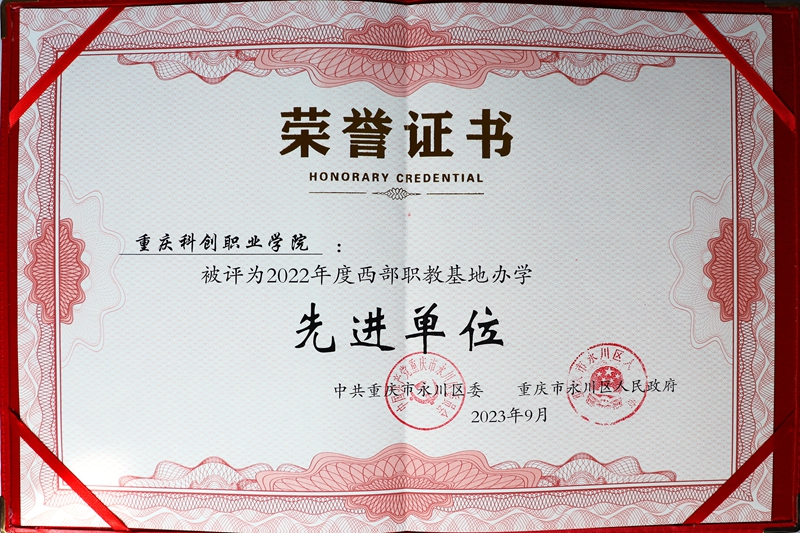 荣誉证书
HONORARY CREDENTIAL
重庆科创职业学院：
被评为2022年度西部职教基地办学
先进单位
中共重庆市永川区委 重庆市永川区人民政府
2023年9月